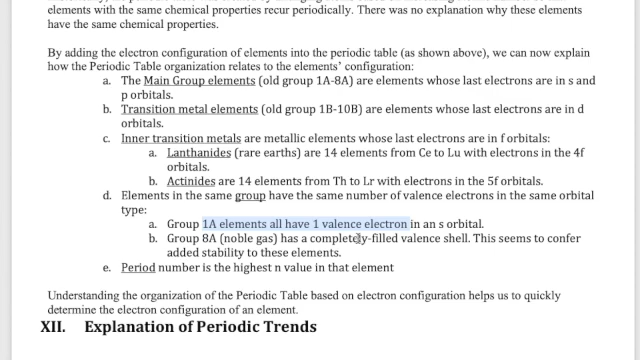 elements with the same chemical properties recur periodically. There was no explanation why these elements
have the same chemical properties.
By adding the electron configuration of elements into the periodic table (as shown above), we can now explain
how the Periodic Table organization relates to the elements' configuration:
a. The Main Group elements (old group 1A-8A) are elements whose last electrons are in s and
p orbitals.
b. Transition metal elements (old group 1B-10B) are elements whose last electrons are in d
orbitals.
c. Inner transition metals are metallic elements whose last electrons are in f orbitals:
a. Lanthanides (rare earths) are 14 elements from Ce to Lu with electrons in the 4f
orbitals.
b. Actinides are 14 elements from Th to Lr with electrons in the 5f orbitals.
d. Elements in the same group have the same number of valence electrons in the same orbital
type:
a. Group 1A elements all have 1 valence electron in an s orbital.
b. Group 8A (noble gas) has a completely-filled valence shell. This seems to confer
added stability to these elements.
e. Period number is the highest n value in that element
Understanding the organization of the Periodic Table based on electron configuration helps us to quickly
determine the electron configuration of an element.
XII. Explanation of Periodic Trends